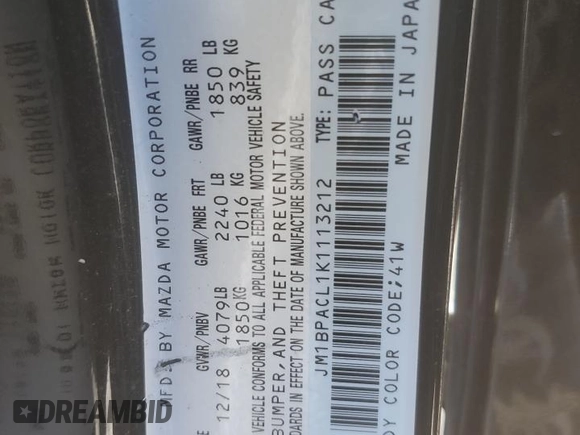 MFD. BY MAZDA MOTOR CORPORATION
GVWR/PNBV GAWR/PNBE FRT GAWR/PNBE RR
12/18 4079LB 2240 LB 1850 LB
1850KG 1016 KG 839 KG
VEHICLE CONFORMS TO ALL APPLICABLE FEDERAL MOTOR VEHICLE SAFETY
BUMPER, AND THEFT PREVENTION
DARDS IN EFFECT ON THE DATE OF MANUFACTURE SHOWN ABOVE.
JM1BPACL1K1113212 TYPE: PASS CA
DY COLOR CODE;41W MADE IN JAPA
DREAMBID